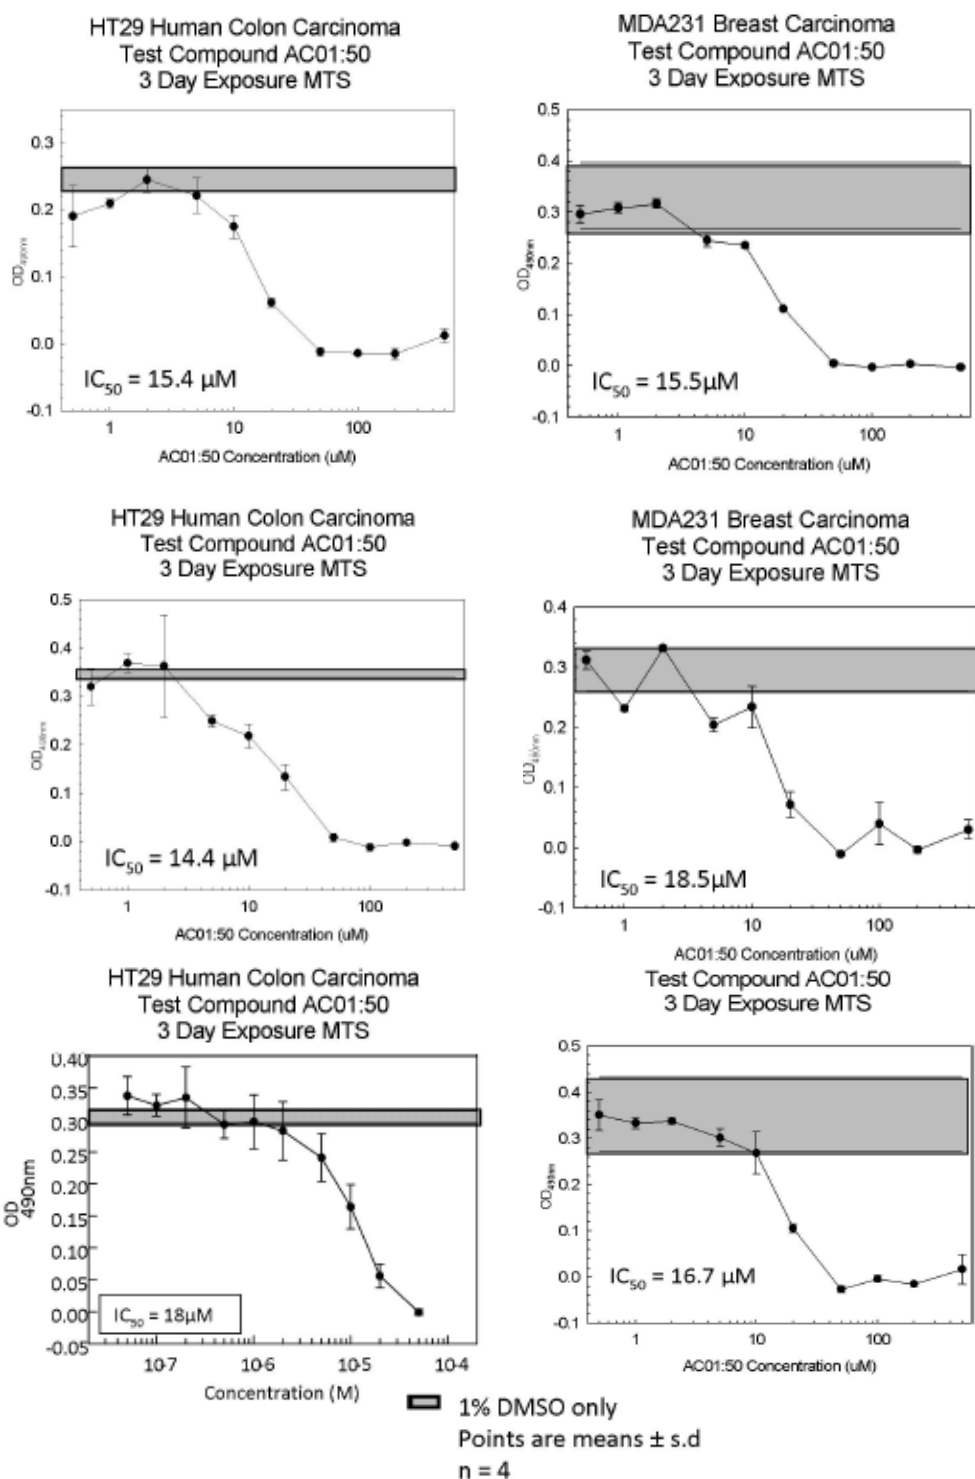 HT29 Human Colon Carcinoma
Test Compound AC01:50
3 Day Exposure MTS
0.3
0.2
0.1
0.0
-0.1
OD490nm
IC50 = 15.4 µM
1 10 100
AC01:50 Concentration (uM)
MDA231 Breast Carcinoma
Test Compound AC01:50
3 Day Exposure MTS
0.5
0.4
0.3
0.2
0.1
0.0
-0.1
OD490nm
IC50 = 15.5µM
1 10 100
AC01:50 Concentration (uM)
HT29 Human Colon Carcinoma
Test Compound AC01:50
3 Day Exposure MTS
0.5
0.4
0.3
0.2
0.1
0.0
-0.1
OD490nm
IC50 = 14.4 µM
1 10 100
AC01:50 Concentration (uM)
MDA231 Breast Carcinoma
Test Compound AC01:50
3 Day Exposure MTS
0.4
0.3
0.2
0.1
0.0
-0.1
OD490nm
IC50 = 18.5µM
1 10 100
AC01:50 Concentration (uM)
HT29 Human Colon Carcinoma
Test Compound AC01:50
3 Day Exposure MTS
0.40
0.35
0.30
0.25
0.20
0.15
0.10
0.05
0.00
-0.05
OD490nm
IC50 = 18µM
10-7 10-6 10-5 10-4
Concentration (M)
Test Compound AC01:50
3 Day Exposure MTS
0.5
0.4
0.3
0.2
0.1
0.0
-0.1
OD490nm
IC50 = 16.7 µM
1 10 100
AC01:50 Concentration (uM)
1% DMSO only
Points are means ± s.d
n = 4